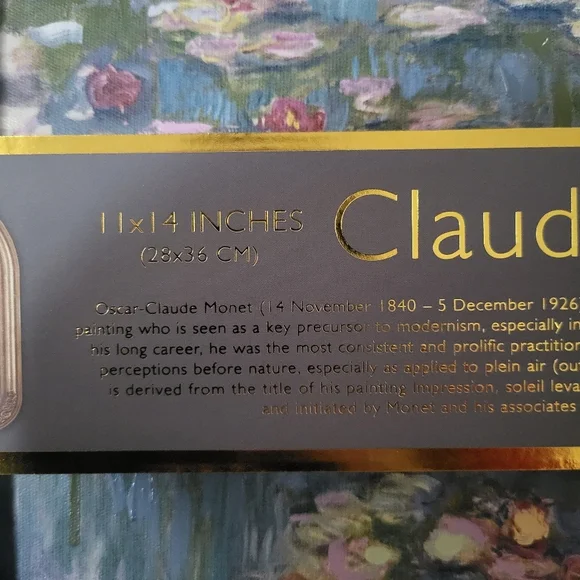 11x14 INCHES
(28x36 CM)
Claud
Oscar-Claude Monet (14 November 1840 – 5 December 1926)
painting who is seen as a key precursor to modernism, especially in
his long career, he was the most consistent and prolific practition
perceptions before nature, especially as applied to plein air (out
is derived from the title of his painting Impression, soleil leva
and initiated by Monet and his associates